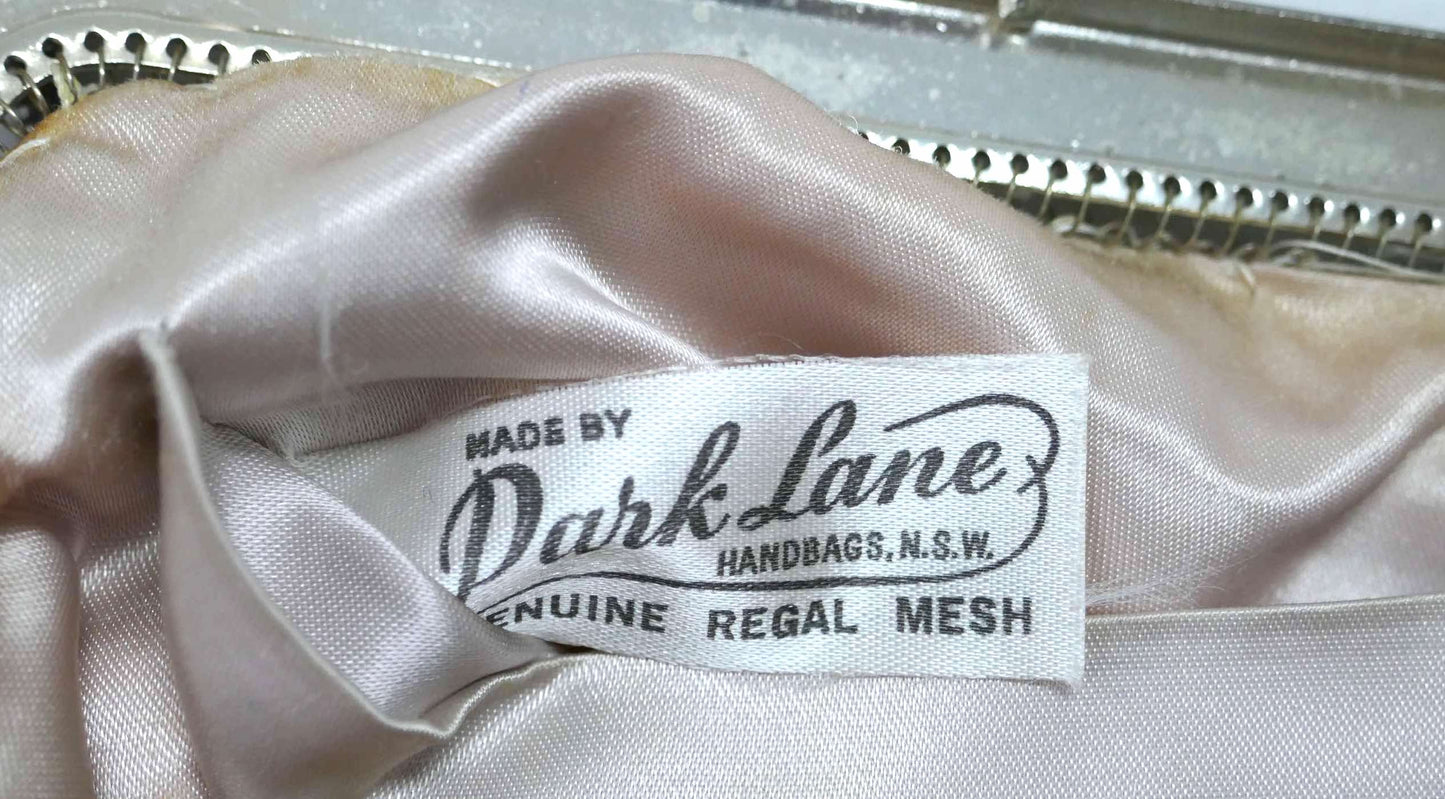 MADE BY
Park Lane
HANDBAGS, N.S.W.
ENUINE REGAL MESH